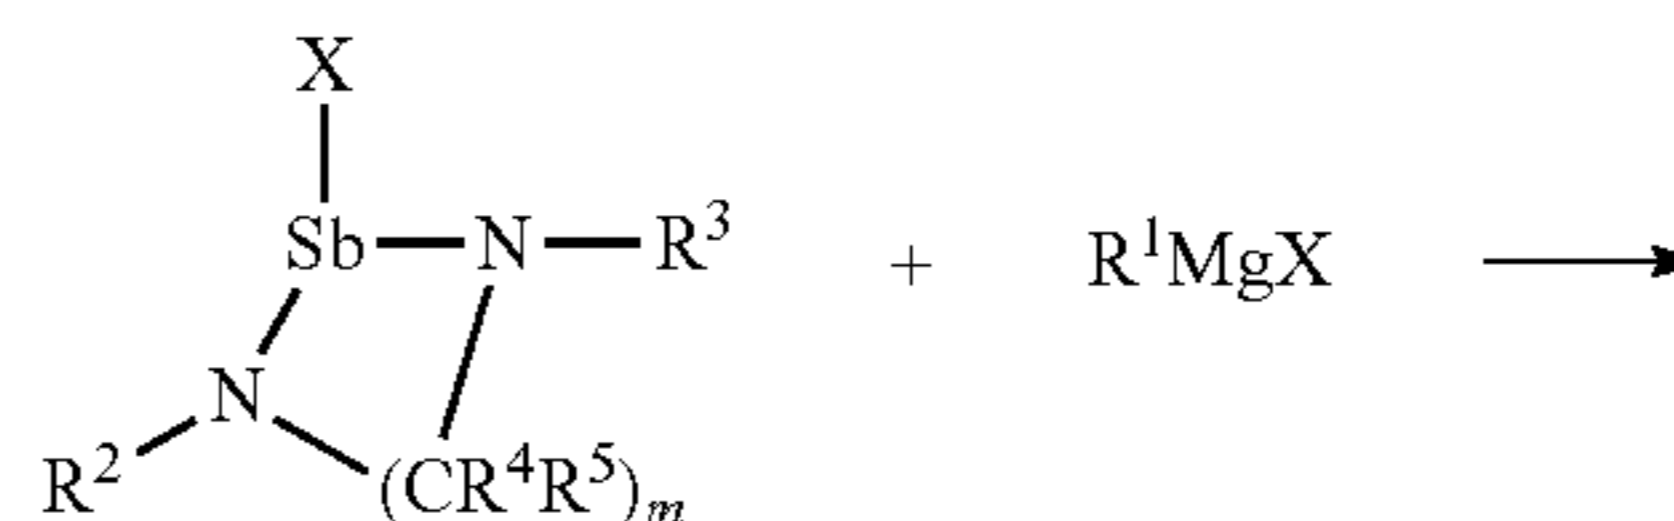 X
Sb N R³ + R¹MgX
N
R² (CR⁴R⁵)ₘ